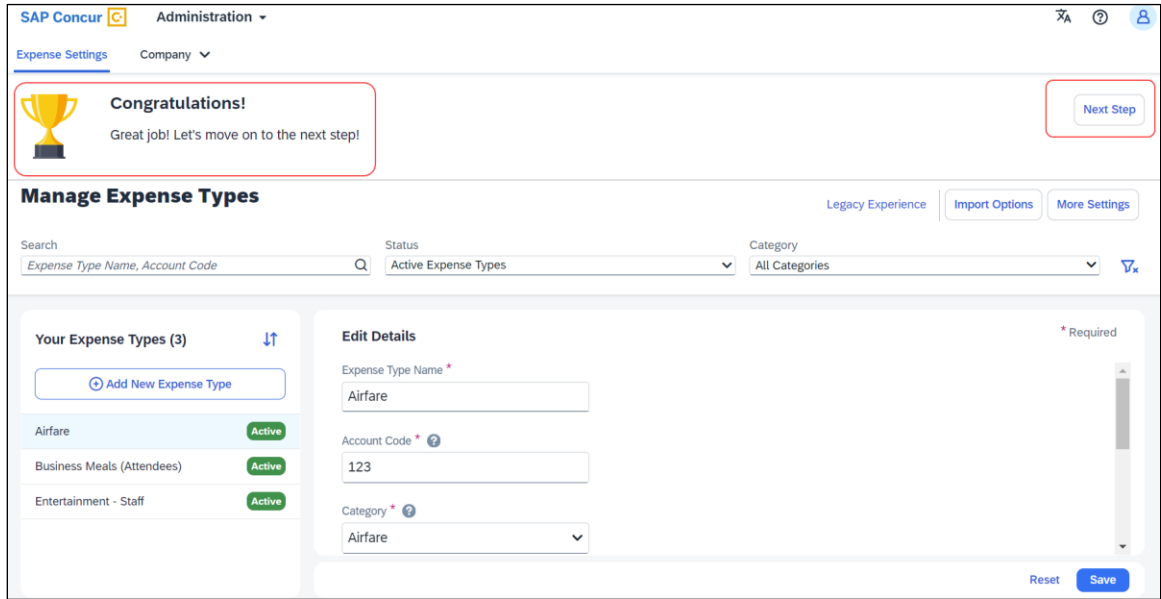 SAP Concur C Administration
Expense Settings Company
Congratulations!
Great job! Let's move on to the next step!
Next Step
Manage Expense Types
Legacy Experience Import Options More Settings
Search Status Category
Expense Type Name, Account Code Active Expense Types All Categories
Your Expense Types (3)
Add New Expense Type
Airfare Active
Business Meals (Attendees) Active
Entertainment - Staff Active
Edit Details
* Required
Expense Type Name *
Airfare
Account Code * ?
123
Category * ?
Airfare
Reset Save